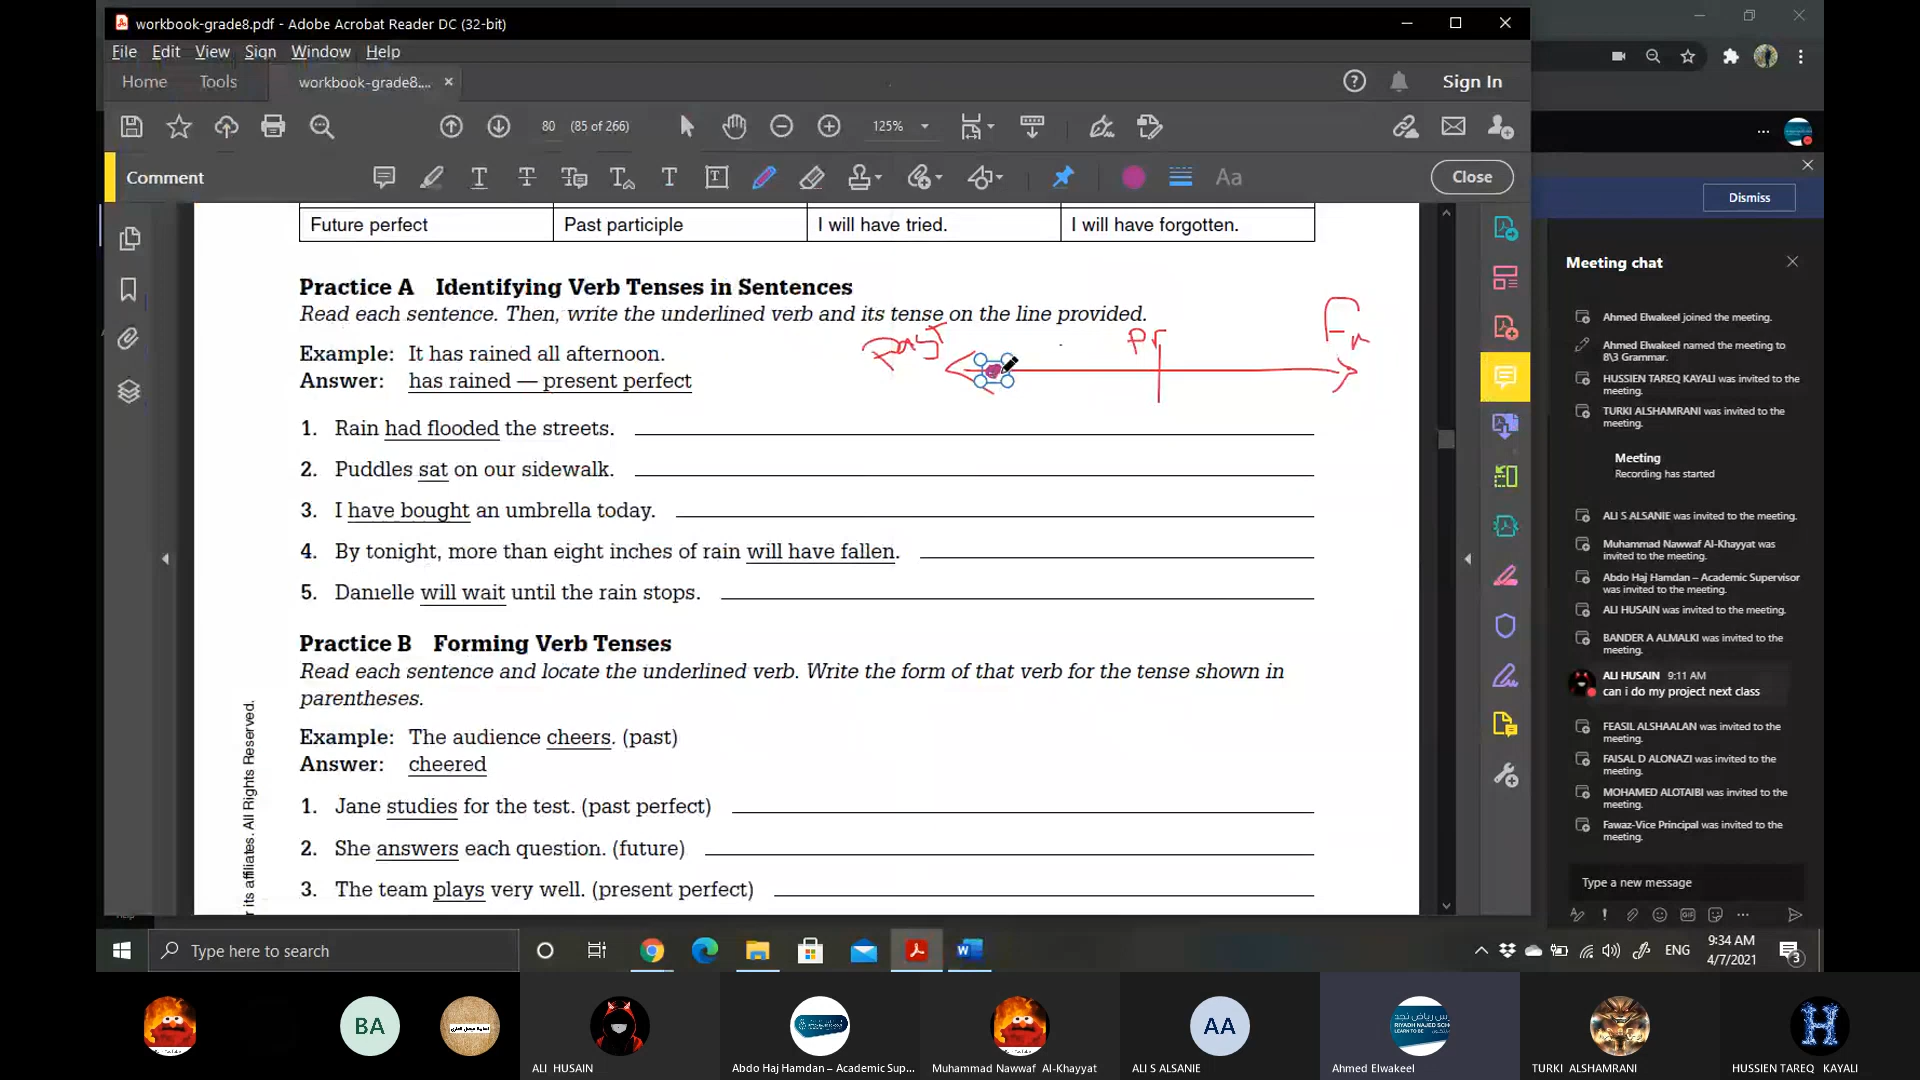 workbook-grade8.pdf - Adobe Acrobat Reader DC (32-bit)
File Edit View Sign Window Help
Home Tools workbook-grade8.... ×
Sign In
80 (85 of 266) 125%
Comment
Aa
Close
Future perfect Past participle I will have tried. I will have forgotten.
Practice A Identifying Verb Tenses in Sentences
Read each sentence. Then, write the underlined verb and its tense on the line provided.
Past Pr
Example: It has rained all afternoon.
Answer: has rained — present perfect
1. Rain had flooded the streets.
2. Puddles sat on our sidewalk.
3. I have bought an umbrella today.
4. By tonight, more than eight inches of rain will have fallen.
5. Danielle will wait until the rain stops.
Practice B Forming Verb Tenses
Read each sentence and locate the underlined verb. Write the form of that verb for the tense shown in
parentheses.
Example: The audience cheers. (past)
Answer: cheered
1. Jane studies for the test. (past perfect)
2. She answers each question. (future)
3. The team plays very well. (present perfect)
r its affiliates. All Rights Reserved.
Dismiss
Meeting chat
Ahmed Elwakeel joined the meeting.
Ahmed Elwakeel named the meeting to
8\3 Grammar.
HUSSIEN TAREQ KAYALI was invited to the
meeting.
TURKI ALSHAMRANI was invited to the
meeting.
Meeting
Recording has started
ALI S ALSANIE was invited to the meeting.
Muhammad Nawwaf Al-Khayyat was
invited to the meeting.
Abdo Haj Hamdan – Academic Supervisor
was invited to the meeting.
ALI HUSAIN was invited to the meeting.
BANDER A ALMALKI was invited to the
meeting.
ALI HUSAIN 9:11 AM
can i do my project next class
FEASIL ALSHAALAN was invited to the
meeting.
FAISAL D ALONAZI was invited to the
meeting.
MOHAMED ALOTAIBI was invited to the
meeting.
Fawaz-Vice Principal was invited to the
meeting.
Type a new message
Type here to search
ENG
9:34 AM
4/7/2021
3
BA
AA
ALI HUSAIN
Abdo Haj Hamdan – Academic Sup...
Muhammad Nawwaf Al-Khayyat
ALI S ALSANIE
Ahmed Elwakeel
TURKI ALSHAMRANI
HUSSIEN TAREQ KAYALI